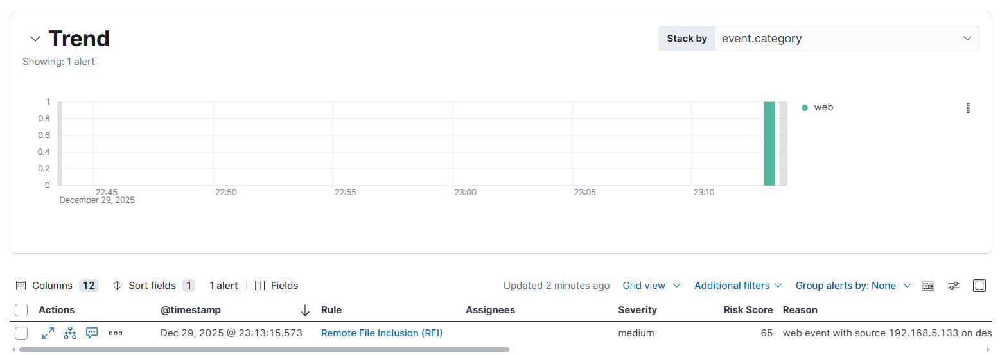 Trend
Stack by event.category
Showing: 1 alert
1
0.8
0.6
0.4
0.2
0
22:45 22:50 22:55 23:00 23:05 23:10
December 29, 2025
web
Columns 12 Sort fields 1 1 alert Fields Updated 2 minutes ago Grid view Additional filters Group alerts by: None
Actions @timestamp Rule Assignees Severity Risk Score Reason
Dec 29, 2025 @ 23:13:15.573 Remote File Inclusion (RFI) medium 65 web event with source 192.168.5.133 on des